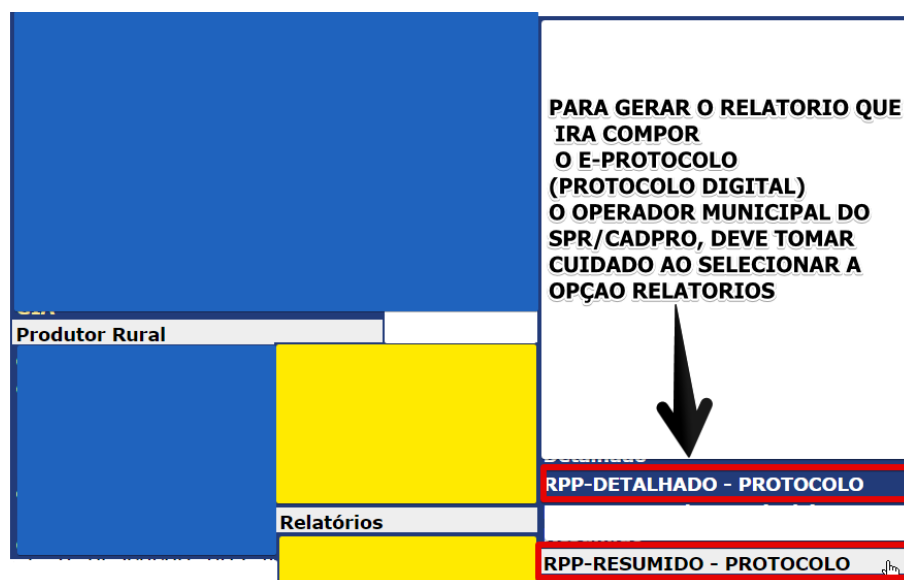 PARA GERAR O RELATORIO QUE
IRA COMPOR
O E-PROTOCOLO
(PROTOCOLO DIGITAL)
O OPERADOR MUNICIPAL DO
SPR/CADPRO, DEVE TOMAR
CUIDADO AO SELECIONAR A
OPÇAO RELATORIOS
Produtor Rural
RPP-DETALHADO - PROTOCOLO
Relatórios
RPP-RESUMIDO - PROTOCOLO